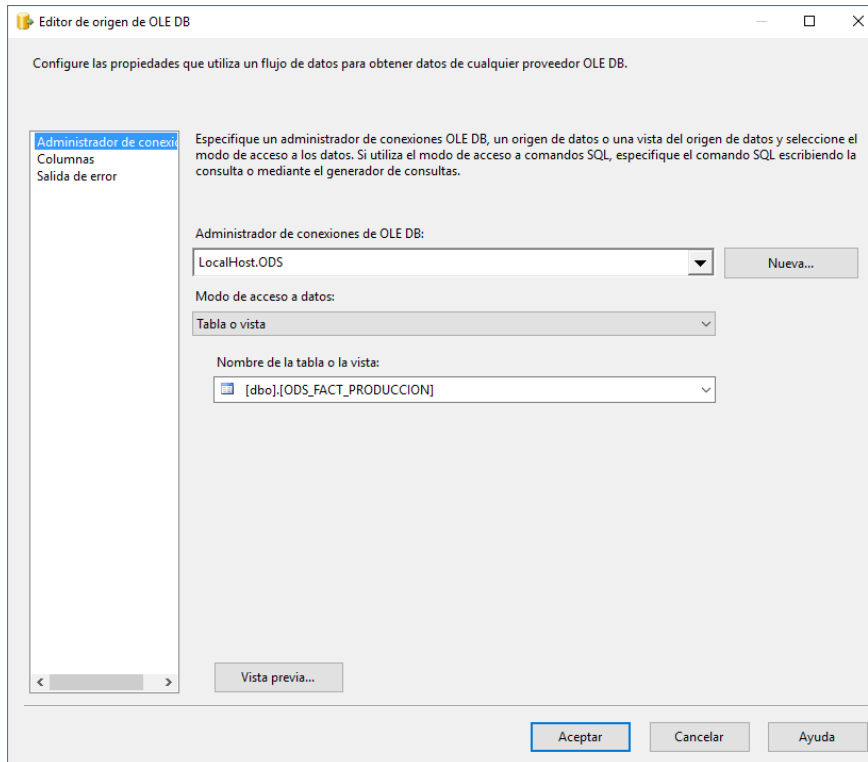 Editor de origen de OLE DB
Configure las propiedades que utiliza un flujo de datos para obtener datos de cualquier proveedor OLE DB.
Administrador de conexió
Columnas
Salida de error
Especifique un administrador de conexiones OLE DB, un origen de datos o una vista del origen de datos y seleccione el
modo de acceso a los datos. Si utiliza el modo de acceso a comandos SQL, especifique el comando SQL escribiendo la
consulta o mediante el generador de consultas.
Administrador de conexiones de OLE DB:
LocalHost.ODS
Nueva...
Modo de acceso a datos:
Tabla o vista
Nombre de la tabla o la vista:
[dbo].[ODS_FACT_PRODUCCION]
Vista previa...
Aceptar
Cancelar
Ayuda